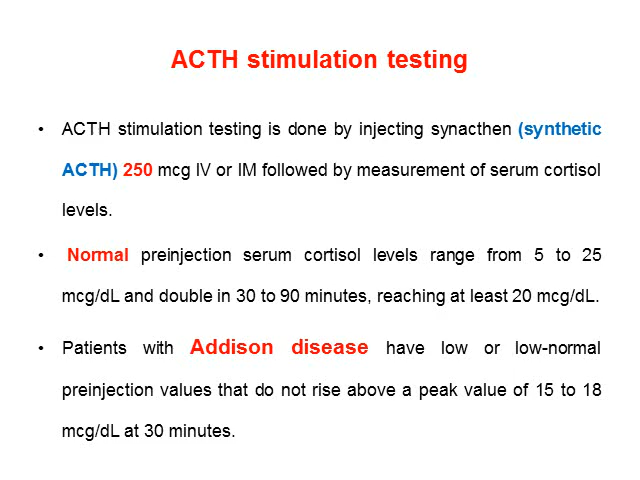 ACTH stimulation testing
• ACTH stimulation testing is done by injecting synacthen (synthetic
ACTH) 250 mcg IV or IM followed by measurement of serum cortisol
levels.
• Normal preinjection serum cortisol levels range from 5 to 25
mcg/dL and double in 30 to 90 minutes, reaching at least 20 mcg/dL.
• Patients with Addison disease have low or low-normal
preinjection values that do not rise above a peak value of 15 to 18
mcg/dL at 30 minutes.